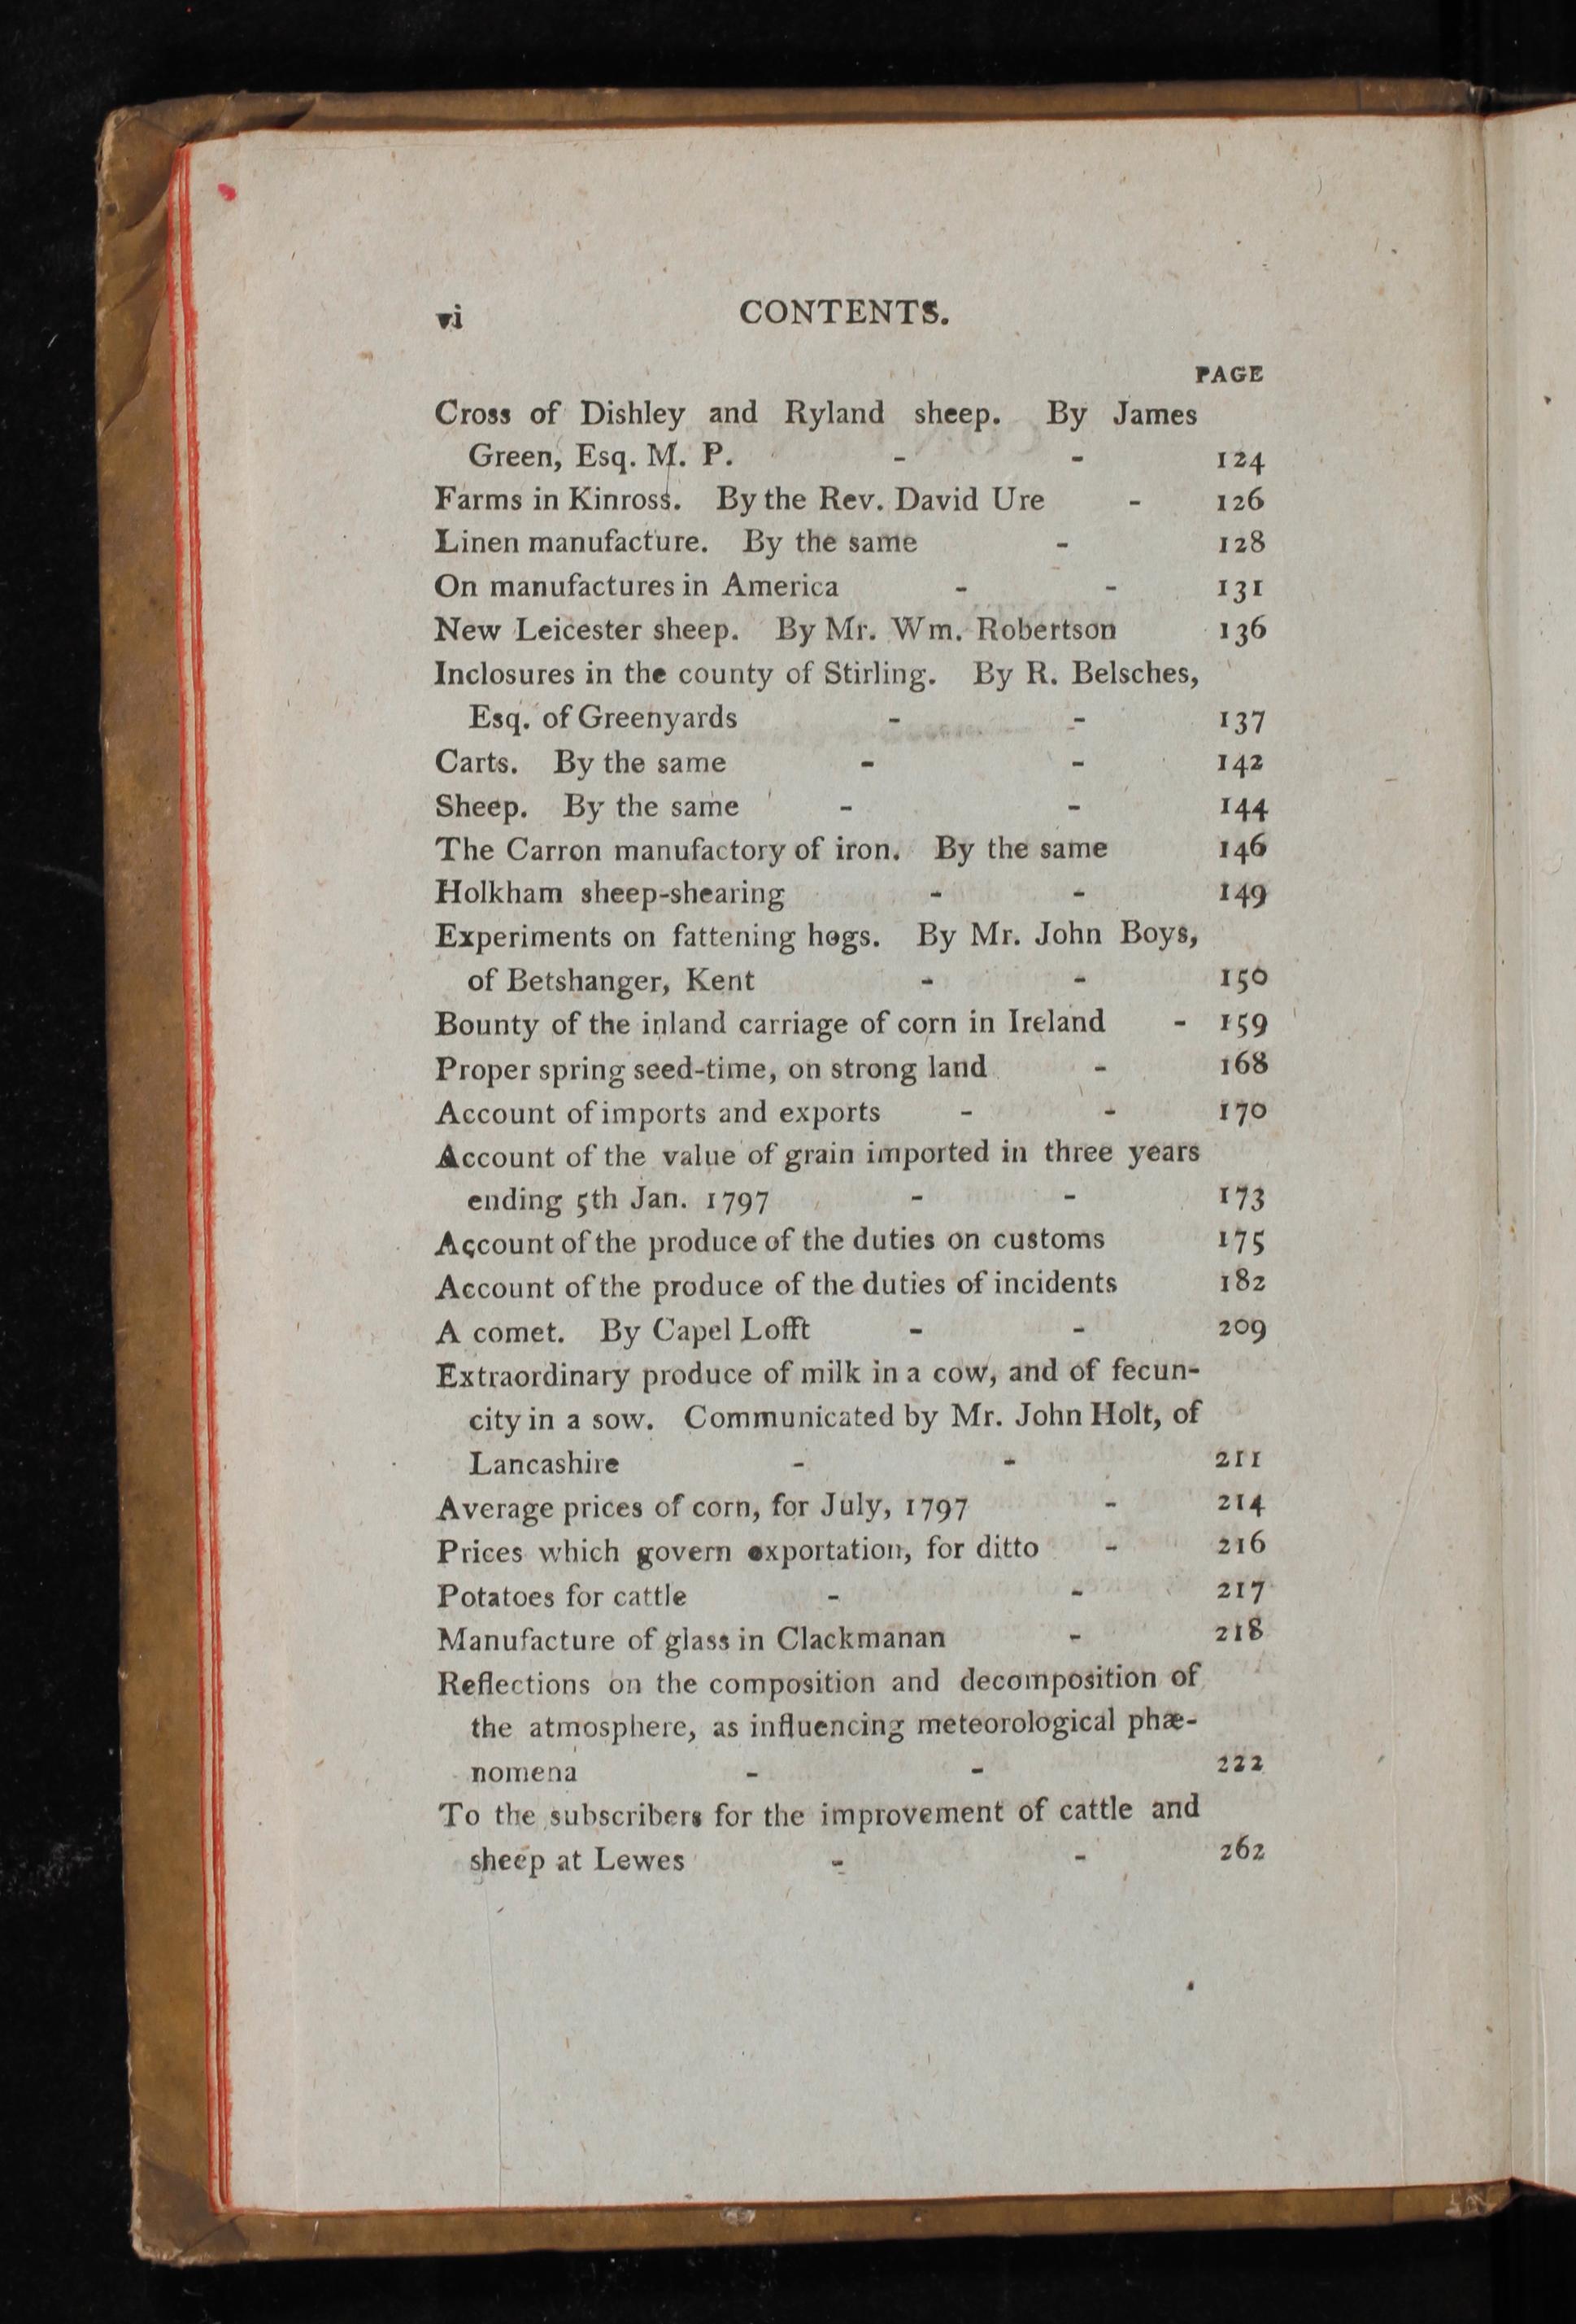 vi CONTENTS.
PAGE
Cross of Dishley and Ryland sheep. By James
Green, Esq. M. P. - - 124
Farms in Kinross. By the Rev. David Ure - 126
Linen manufacture. By the same - 128
On manufactures in America - - 131
New Leicester sheep. By Mr. Wm. Robertson 136
Inclosures in the county of Stirling. By R. Belsches,
Esq. of Greenyards - - 137
Carts. By the same - - 142
Sheep. By the same - - 144
The Carron manufactory of iron. By the same 146
Holkham sheep-shearing - - 149
Experiments on fattening hogs. By Mr. John Boys,
of Betshanger, Kent - - 150
Bounty of the inland carriage of corn in Ireland - 159
Proper spring seed-time, on strong land - 168
Account of imports and exports - - 170
Account of the value of grain imported in three years
ending 5th Jan. 1797 - - 173
Account of the produce of the duties on customs 175
Account of the produce of the duties of incidents 182
A comet. By Capel Lofft - - 209
Extraordinary produce of milk in a cow, and of fecun-
city in a sow. Communicated by Mr. John Holt, of
Lancashire - - 211
Average prices of corn, for July, 1797 - 214
Prices which govern exportation, for ditto - 216
Potatoes for cattle - - 217
Manufacture of glass in Clackmanan - 218
Reflections on the composition and decomposition of
the atmosphere, as influencing meteorological phæ-
nomena - - 222
To the subscribers for the improvement of cattle and
sheep at Lewes - - 262